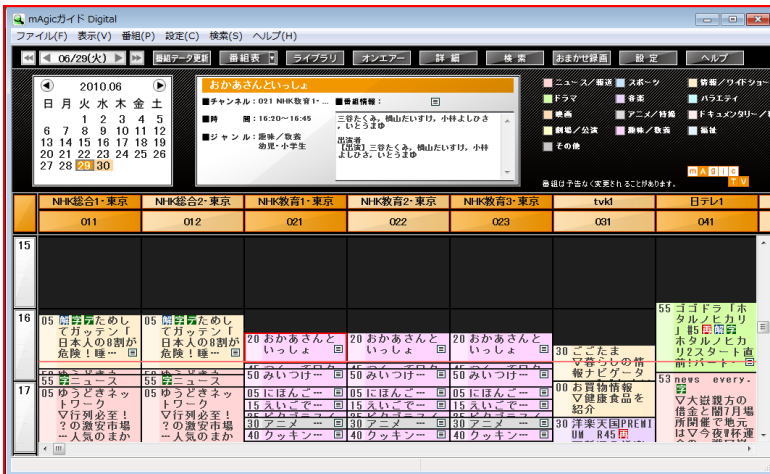 mAgicガイド Digital
ファイル(F) 表示(V) 番組(P) 設定(C) 検索(S) ヘルプ(H)
06/29(火) 番組データ更新 番組表 ライブラリ オンエアー 詳細 検索 おまかせ録画 設定 ヘルプ
2010.06
日 月 火 水 木 金 土
1 2 3 4 5
6 7 8 9 10 11 12
13 14 15 16 17 18 19
20 21 22 23 24 25 26
27 28 29 30
おかあさんといっしょ
■チャンネル：021 NHK教育1-…
■時　間：16:20～16:45
■ジャンル：趣味／教養
幼児・小学生
■番組情報：
三谷たくみ，横山だいすけ，小林よしひさ
，いとうまゆ
出演者
【出演】三谷たくみ，横山だいすけ，小林
よしひさ，いとうまゆ
ニュース／報道 スポーツ 情報／ワイドショー
ドラマ 音楽 バラエティ
映画 アニメ／特撮 ドキュメンタリー／
劇場／公演 趣味／教養 福祉
その他
mAgic
TV
番組は予告なく変更されることがあります。
NHK総合1・東京 NHK総合2・東京 NHK教育1・東京 NHK教育2・東京 NHK教育3・東京 tvk1 日テレ1
011 012 021 022 023 031 041
15
16
17
05 解字デためし
てガッテン「
日本人の8割が
危険！睡…
55 字ニュース
05 ゆうどきネッ
トワーク
▽行列必至！
？の激安市場
ー人気のまか
05 解字デためし
てガッテン「
日本人の8割が
危険！睡…
55 字ニュース
05 ゆうどきネッ
トワーク
▽行列必至！
？の激安市場
ー人気のまか
20 おかあさんと
いっしょ
50 みいつけ…
05 にほんご…
15 えいごで…
30 アニメ …
40 クッキン…
20 おかあさんと
いっしょ
50 みいつけ…
05 にほんご…
15 えいごで…
30 アニメ …
40 クッキン…
20 おかあさんと
いっしょ
50 みいつけ…
05 にほんご…
15 えいごで…
30 アニメ …
40 クッキン…
30 ごごたま
▽暮らしの情
報ナビゲータ
00 お買物情報
▽健康食品を
紹介
30 洋楽天国PREMI
UM R45 再
55 ゴゴドラ「ホ
タルノヒカリ
」#5 再解字
ホタルノヒカ
リ2スタート直
前！パート…
53 news every.
字
▽大嶽親方の
借金と闇7月場
所開催で地元
は▽今夜W杯運